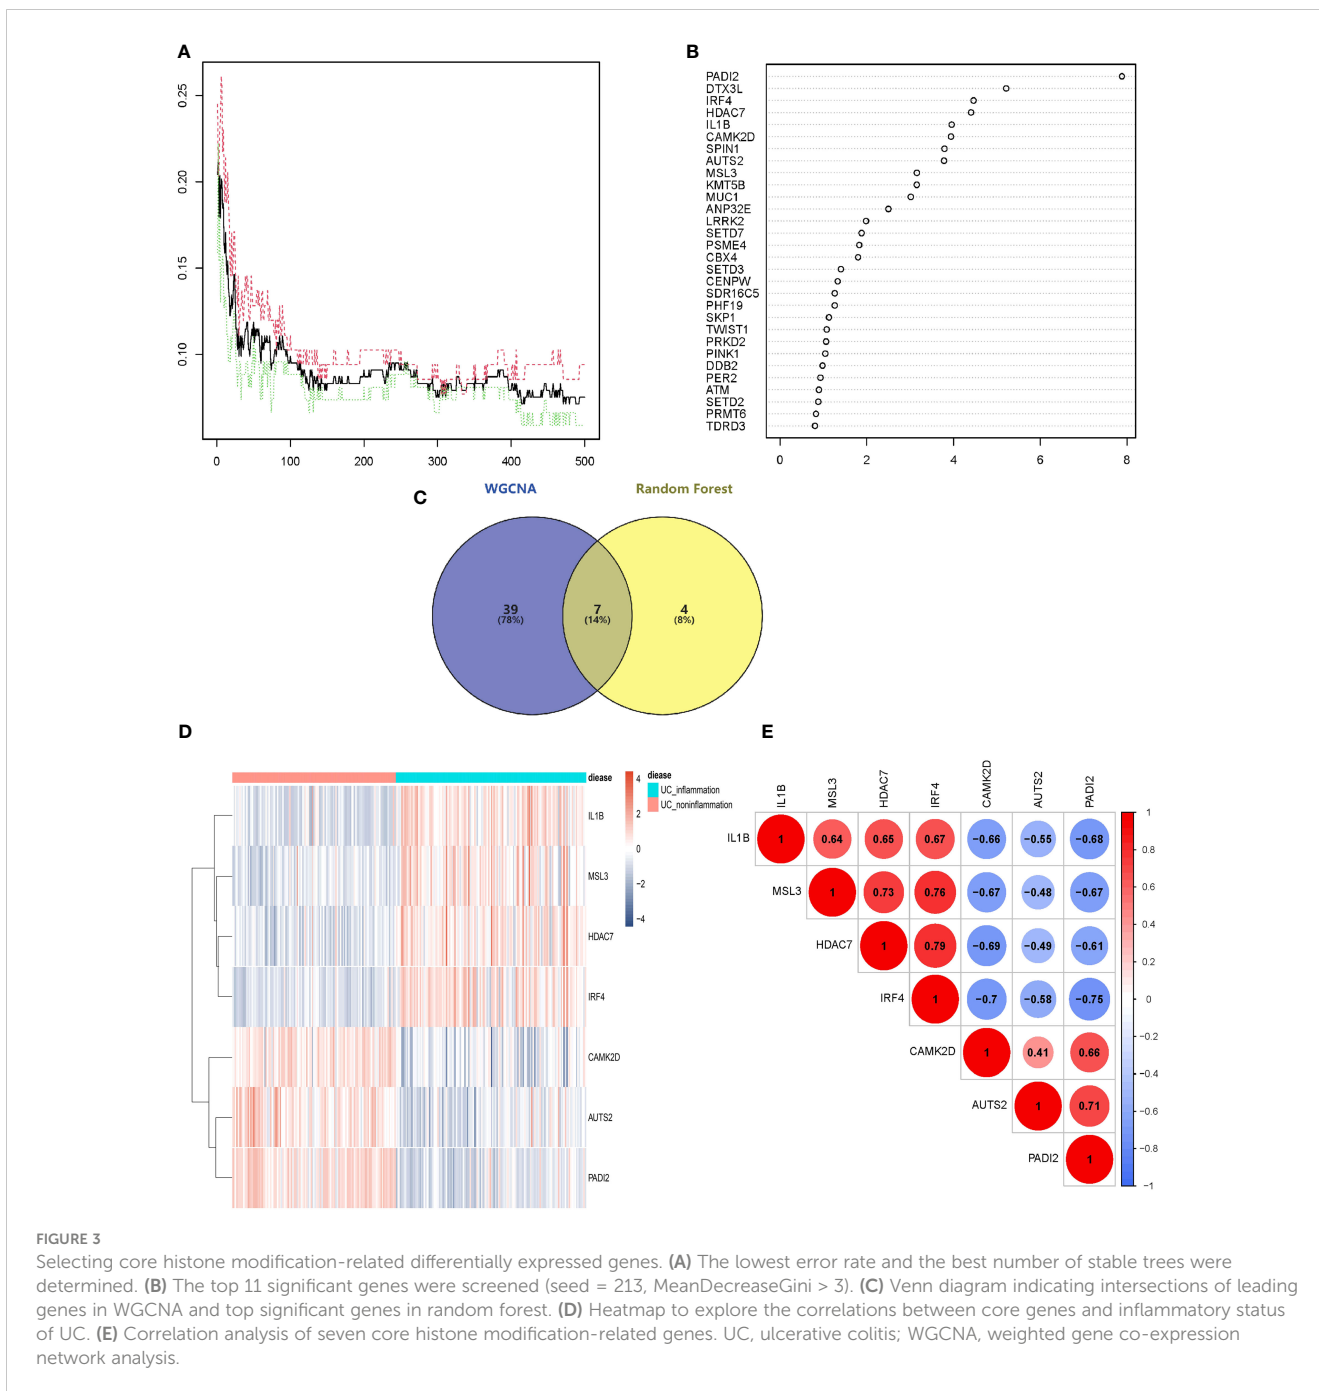 A
0.25
0.20
0.15
0.10
0 100 200 300 400 500
B
PADI2
DTX3L
IRF4
HDAC7
IL1B
CAMK2D
SPIN1
AUTS2
MSL3
KMT5B
MUC1
ANP32E
LRRK2
SETD7
PSME4
CBX4
SETD3
CENPW
SDR16C5
PHF19
SKP1
TWIST1
PRKD2
PINK1
DDB2
PER2
ATM
SETD2
PRMT6
TDRD3
0 2 4 6 8
C
WGCNA Random Forest
39 7 4
(78%) (14%) (8%)
D
diease
IL1B
MSL3
HDAC7
IRF4
CAMK2D
AUTS2
PADI2
4
2
0
−2
−4
diease
UC_inflammation
UC_noninflammation
E
IL1B MSL3 HDAC7 IRF4 CAMK2D AUTS2 PADI2
IL1B 1 0.64 0.65 0.67 −0.66 −0.55 −0.68
MSL3 1 0.73 0.76 −0.67 −0.48 −0.67
HDAC7 1 0.79 −0.69 −0.49 −0.61
IRF4 1 −0.7 −0.58 −0.75
CAMK2D 1 0.41 0.66
AUTS2 1 0.71
PADI2 1
1
0.8
0.6
0.4
0.2
0
−0.2
−0.4
−0.6
−0.8
−1
FIGURE 3
Selecting core histone modification-related differentially expressed genes. (A) The lowest error rate and the best number of stable trees were
determined. (B) The top 11 significant genes were screened (seed = 213, MeanDecreaseGini > 3). (C) Venn diagram indicating intersections of leading
genes in WGCNA and top significant genes in random forest. (D) Heatmap to explore the correlations between core genes and inflammatory status
of UC. (E) Correlation analysis of seven core histone modification-related genes. UC, ulcerative colitis; WGCNA, weighted gene co-expression
network analysis.